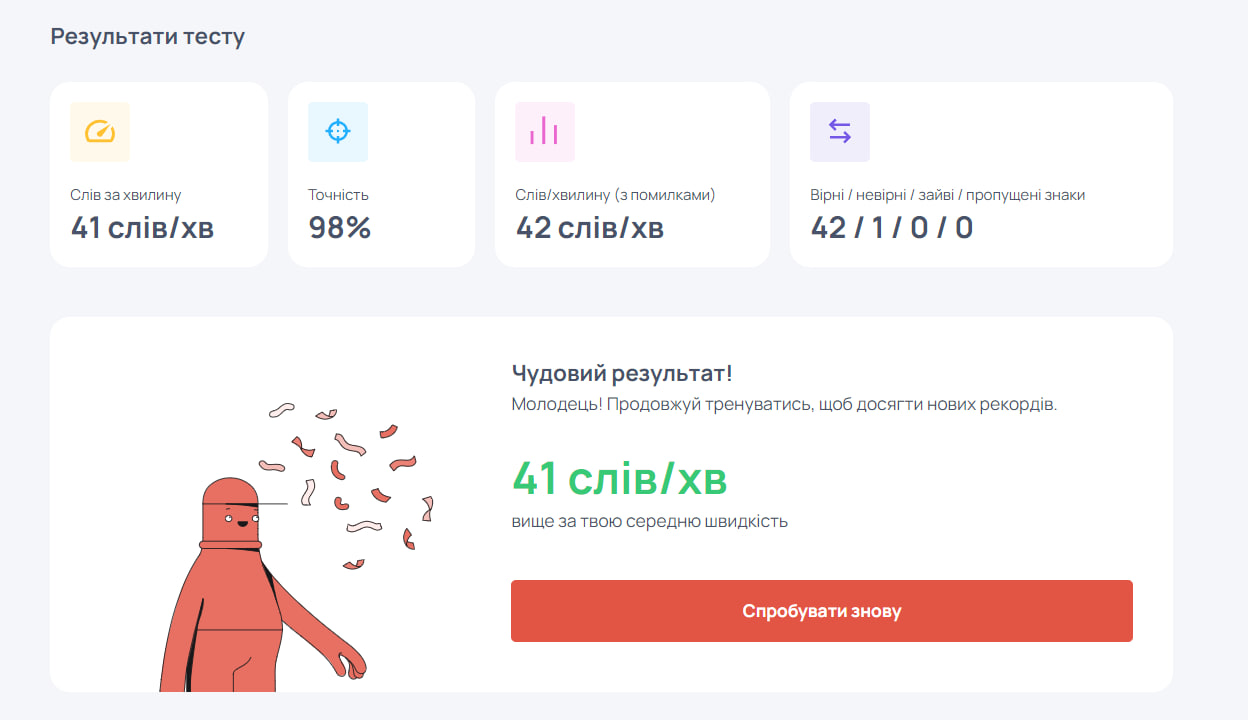 Результати тесту
Слів за хвилину
41 слів/хв
Точність
98%
Слів/хвилину (з помилками)
42 слів/хв
Вірні / невірні / зайві / пропущені знаки
42 / 1 / 0 / 0
Чудовий результат!
Молодець! Продовжуй тренуватись, щоб досягти нових рекордів.
41 слів/хв
вище за твою середню швидкість
Спробувати знову